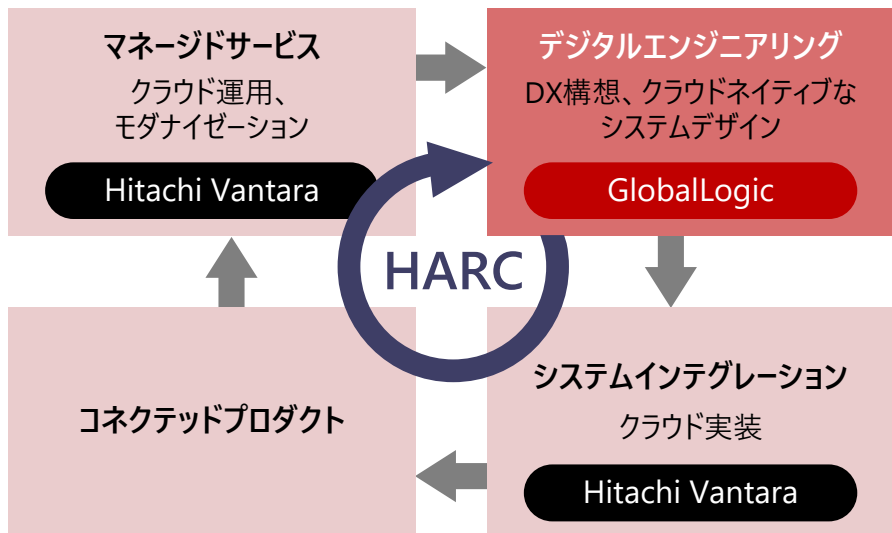 マネージドサービス
クラウド運用、
モダナイゼーション
Hitachi Vantara
デジタルエンジニアリング
DX構想、クラウドネイティブな
システムデザイン
GlobalLogic
HARC
コネクテッドプロダクト
システムインテグレーション
クラウド実装
Hitachi Vantara